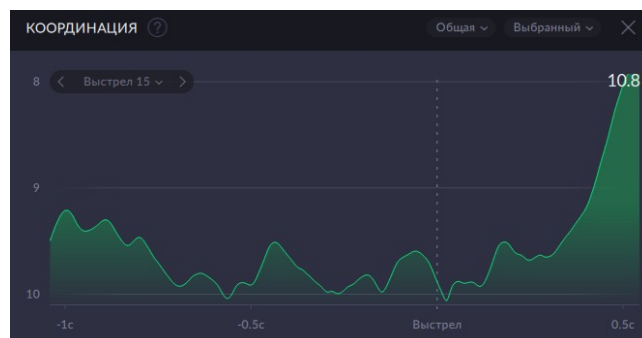 КООРДИНАЦИЯ ? Общая Выбранный
8 Выстрел 15 10.8
9
10
-1с -0.5с Выстрел 0.5с